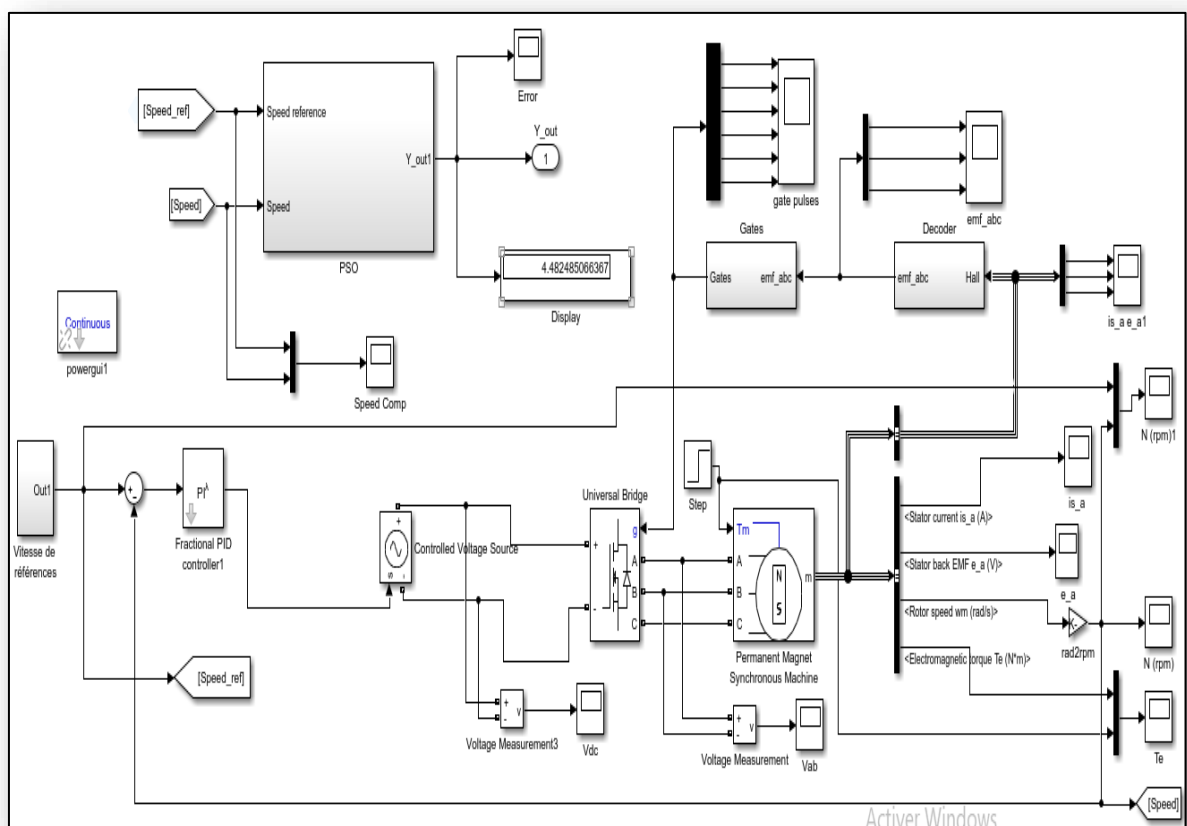 [Speed_ref]
Speed reference
Y_out1
[Speed]
Speed
PSO
Error
Y_out
1
4.482485066367
Display
gate pulses
emf_abc
Gates
Gates
emf_abc
Decoder
emf_abc
Hall
is_a e_a1
Continuous
powergui1
Speed Comp
N (rpm)1
Out1
Vitesse de
références
+
-
PIλ
Fractional PID
controller1
Controlled Voltage Source
+
-
s
Universal Bridge
g
+
-
A
B
C
Step
Tm
A
B
C
N
S
m
Permanent Magnet
Synchronous Machine
<Stator current is_a (A)>
is_a
<Stator back EMF e_a (V)>
e_a
<Rotor speed wm (rad/s)>
K-
rad2rpm
N (rpm)
<Electromagnetic torque Te (N*m)>
Te
[Speed_ref]
+
-
v
Voltage Measurement3
Vdc
+
-
v
Voltage Measurement
Vab
[Speed]
Activer Windows